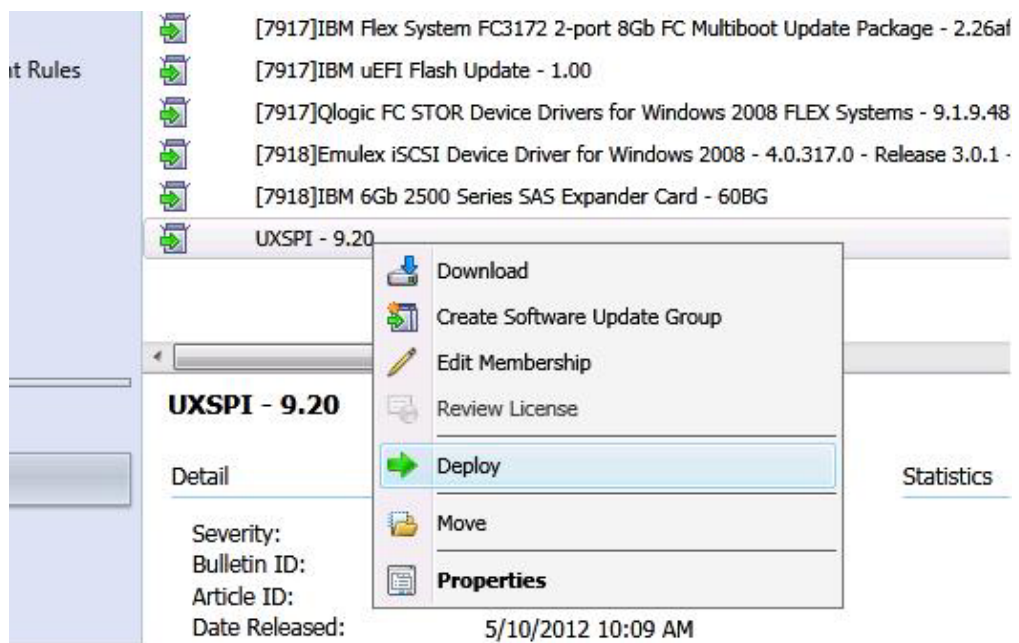 [7917]IBM Flex System FC3172 2-port 8Gb FC Multiboot Update Package - 2.26af
nt Rules
[7917]IBM uEFI Flash Update - 1.00
[7917]Qlogic FC STOR Device Drivers for Windows 2008 FLEX Systems - 9.1.9.48
[7918]Emulex iSCSI Device Driver for Windows 2008 - 4.0.317.0 - Release 3.0.1 -
[7918]IBM 6Gb 2500 Series SAS Expander Card - 60BG
UXSPI - 9.20
Download
Create Software Update Group
Edit Membership
Review License
Deploy
Move
Properties
UXSPI - 9.20
Detail
Statistics
Severity:
Bulletin ID:
Article ID:
Date Released: 5/10/2012 10:09 AM